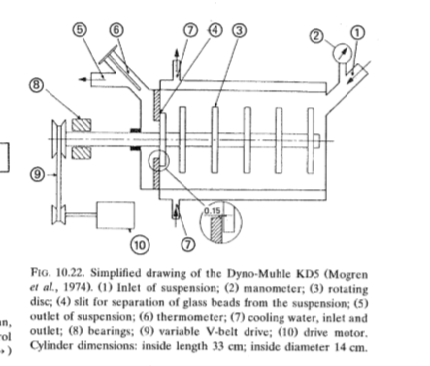 ⑤ ⑥ ⑦ ④ ③ ② ①
⑧
⑨
0.15
⑩ ⑦
FIG. 10.22. Simplified drawing of the Dyno-Muhle KD5 (Mogren
et al., 1974). (1) Inlet of suspension; (2) manometer; (3) rotating
disc; (4) slit for separation of glass beads from the suspension; (5)
outlet of suspension; (6) thermometer; (7) cooling water, inlet and
outlet; (8) bearings; (9) variable V-belt drive; (10) drive motor.
Cylinder dimensions: inside length 33 cm; inside diameter 14 cm.